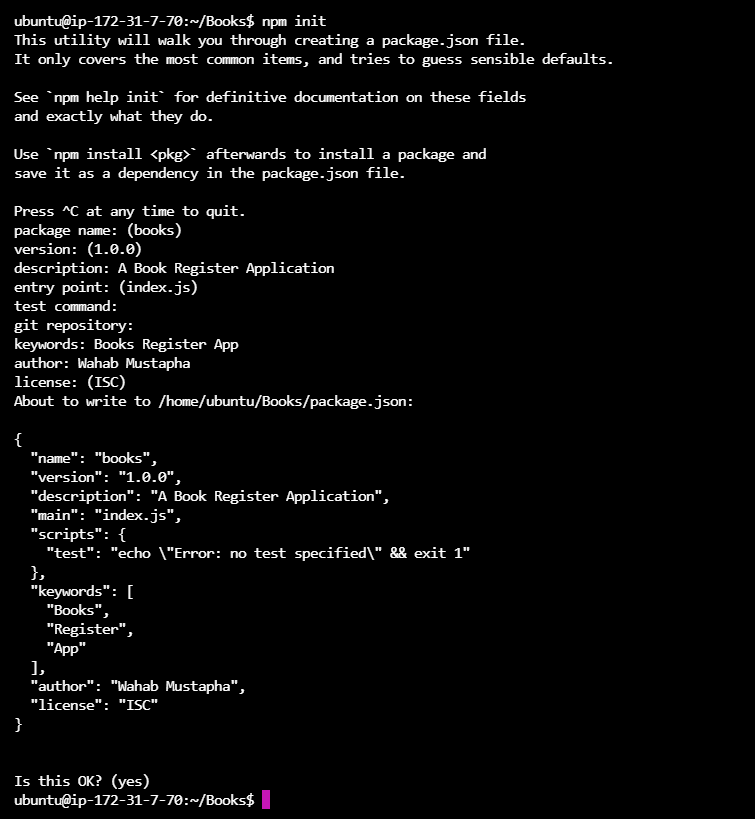 ubuntu@ip-172-31-7-70:~/Books$ npm init
This utility will walk you through creating a package.json file.
It only covers the most common items, and tries to guess sensible defaults.

See `npm help init` for definitive documentation on these fields
and exactly what they do.

Use `npm install <pkg>` afterwards to install a package and
save it as a dependency in the package.json file.

Press ^C at any time to quit.
package name: (books)
version: (1.0.0)
description: A Book Register Application
entry point: (index.js)
test command:
git repository:
keywords: Books Register App
author: Wahab Mustapha
license: (ISC)
About to write to /home/ubuntu/Books/package.json:

{
  "name": "books",
  "version": "1.0.0",
  "description": "A Book Register Application",
  "main": "index.js",
  "scripts": {
    "test": "echo \"Error: no test specified\" && exit 1"
  },
  "keywords": [
    "Books",
    "Register",
    "App"
  ],
  "author": "Wahab Mustapha",
  "license": "ISC"
}

Is this OK? (yes)
ubuntu@ip-172-31-7-70:~/Books$